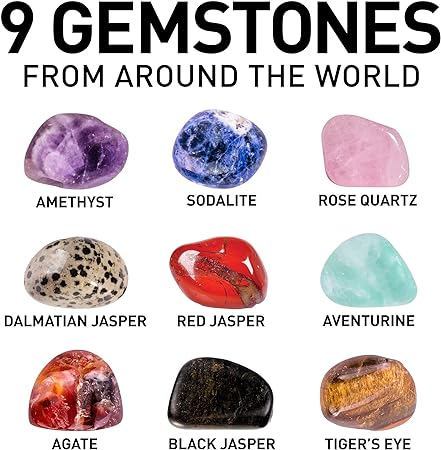 9 GEMSTONES
FROM AROUND THE WORLD
AMETHYST
SODALITE
ROSE QUARTZ
DALMATIAN JASPER
RED JASPER
AVENTURINE
AGATE
BLACK JASPER
TIGER'S EYE